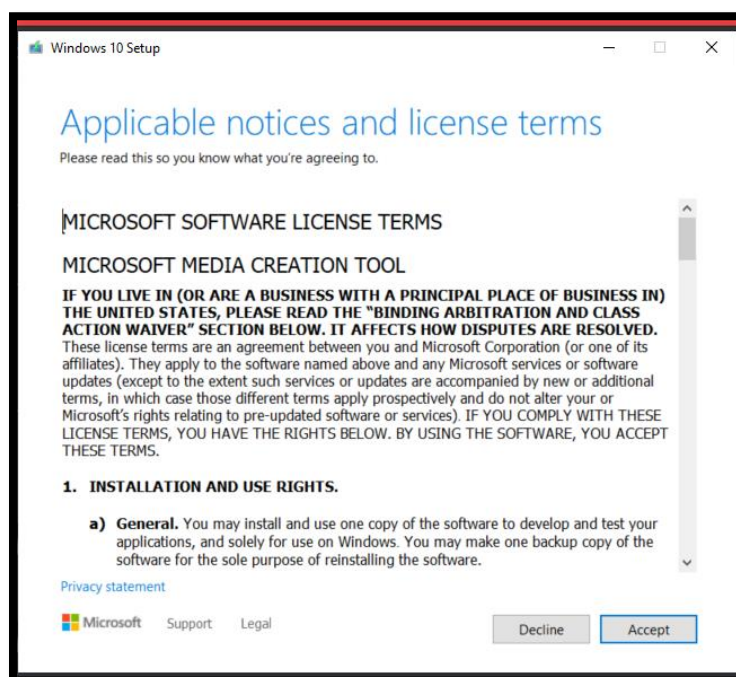 Windows 10 Setup
Applicable notices and license terms
Please read this so you know what you're agreeing to.
MICROSOFT SOFTWARE LICENSE TERMS
MICROSOFT MEDIA CREATION TOOL
IF YOU LIVE IN (OR ARE A BUSINESS WITH A PRINCIPAL PLACE OF BUSINESS IN)
THE UNITED STATES, PLEASE READ THE “BINDING ARBITRATION AND CLASS
ACTION WAIVER” SECTION BELOW. IT AFFECTS HOW DISPUTES ARE RESOLVED.
These license terms are an agreement between you and Microsoft Corporation (or one of its
affiliates). They apply to the software named above and any Microsoft services or software
updates (except to the extent such services or updates are accompanied by new or additional
terms, in which case those different terms apply prospectively and do not alter your or
Microsoft’s rights relating to pre-updated software or services). IF YOU COMPLY WITH THESE
LICENSE TERMS, YOU HAVE THE RIGHTS BELOW. BY USING THE SOFTWARE, YOU ACCEPT
THESE TERMS.
1. INSTALLATION AND USE RIGHTS.
a) General. You may install and use one copy of the software to develop and test your
applications, and solely for use on Windows. You may make one backup copy of the
software for the sole purpose of reinstalling the software.
Privacy statement
Microsoft Support Legal
Decline Accept